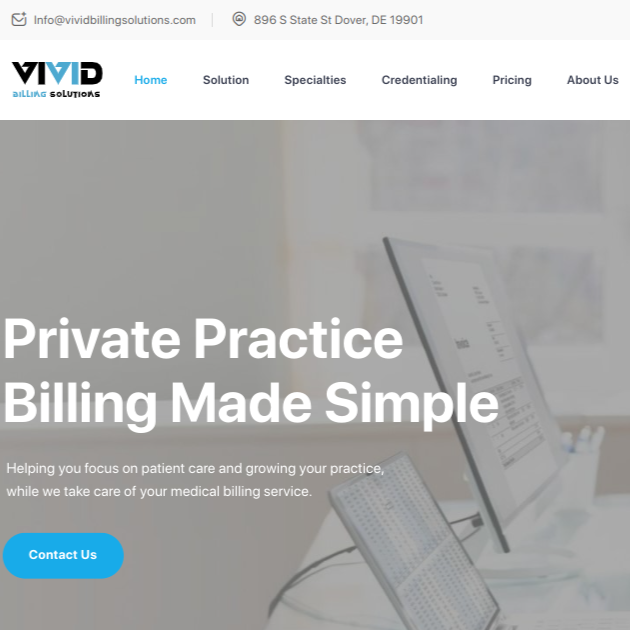 Info@vividbillingsolutions.com
896 S State St Dover, DE 19901
VIVID
BILLING SOLUTIONS
Home
Solution
Specialties
Credentialing
Pricing
About Us
Private Practice
Billing Made Simple
Helping you focus on patient care and growing your practice,
while we take care of your medical billing service.
Contact Us